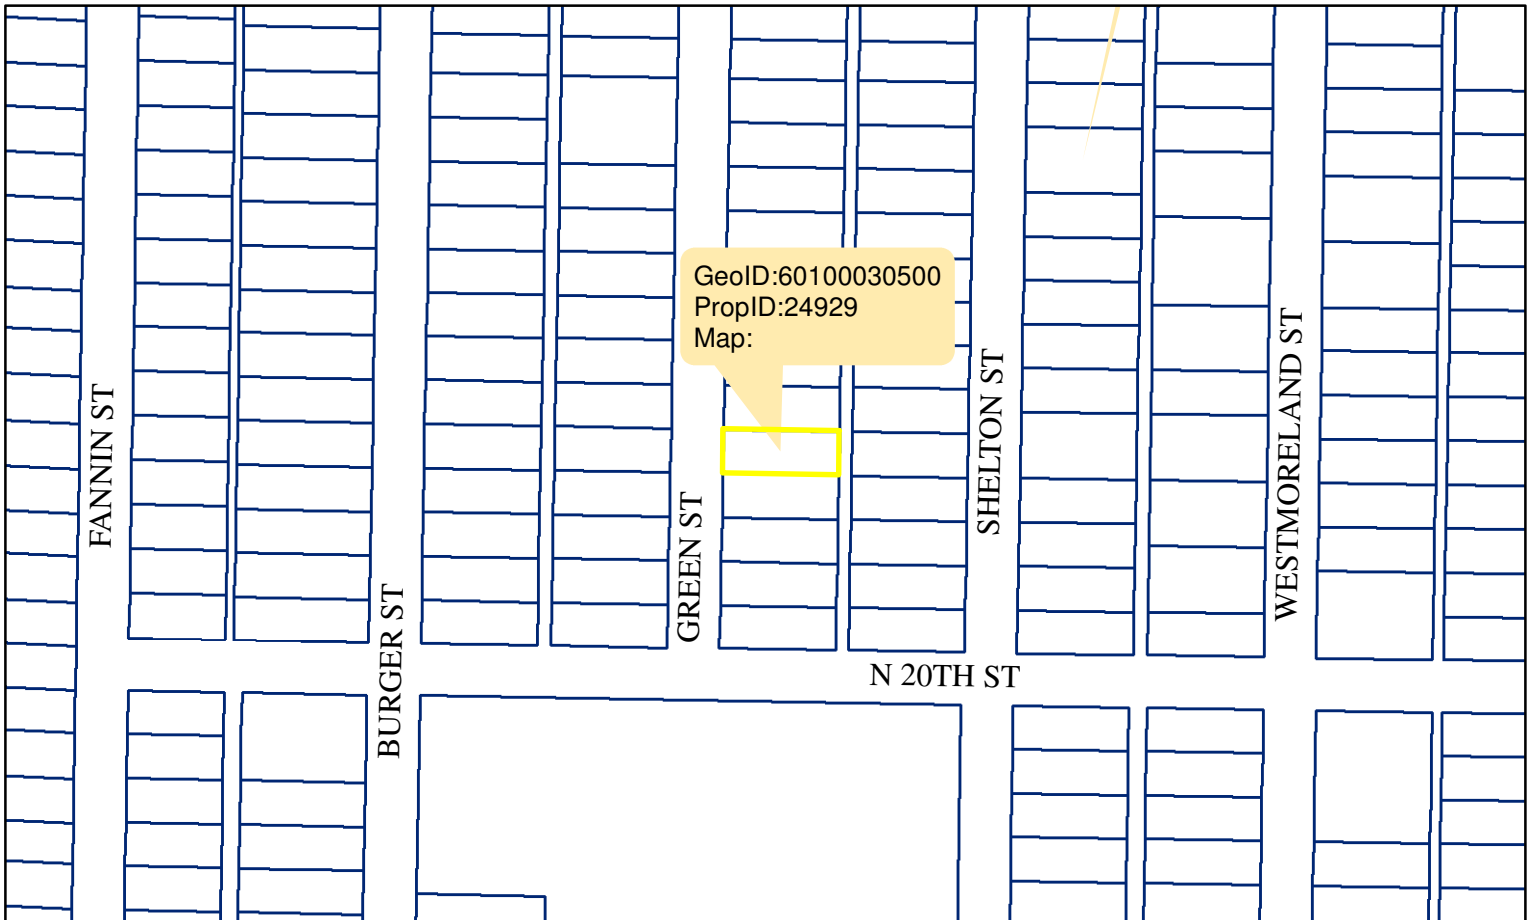 GeoID:60100030500
PropID:24929
Map:
FANNIN ST
BURGER ST
GREEN ST
SHELTON ST
WESTMORELAND ST
N 20TH ST